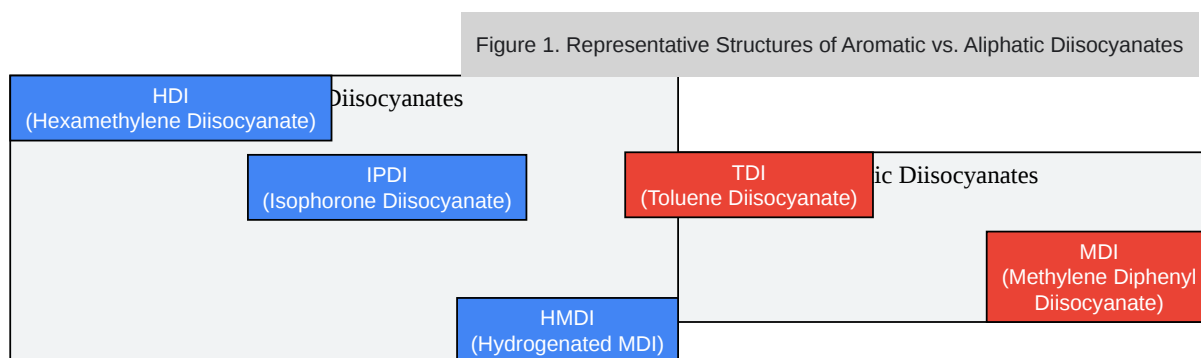 Figure 1. Representative Structures of Aromatic vs. Aliphatic Diisocyanates
HDI
(Hexamethylene Diisocyanate)
Diisocyanates
IPDI
(Isophorone Diisocyanate)
TDI
(Toluene Diisocyanate)
ic Diisocyanates
MDI
(Methylene Diphenyl
Diisocyanate)
HMDI
(Hydrogenated MDI)